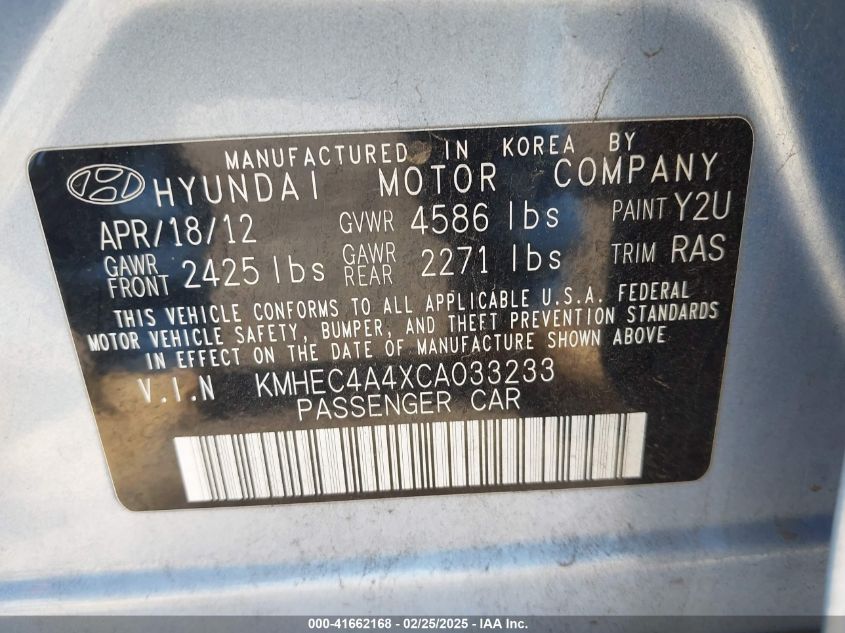 MANUFACTURED IN KOREA BY
HYUNDAI MOTOR COMPANY
APR/18/12 GVWR 4586 lbs PAINT Y2U
GAWR FRONT 2425 lbs GAWR REAR 2271 lbs TRIM RAS
THIS VEHICLE CONFORMS TO ALL APPLICABLE U.S.A. FEDERAL
MOTOR VEHICLE SAFETY, BUMPER, AND THEFT PREVENTION STANDARDS
IN EFFECT ON THE DATE OF MANUFACTURE SHOWN ABOVE
V.I.N KMHEC4A4XCA033233
PASSENGER CAR
000-41662168 - 02/25/2025 - IAA Inc.